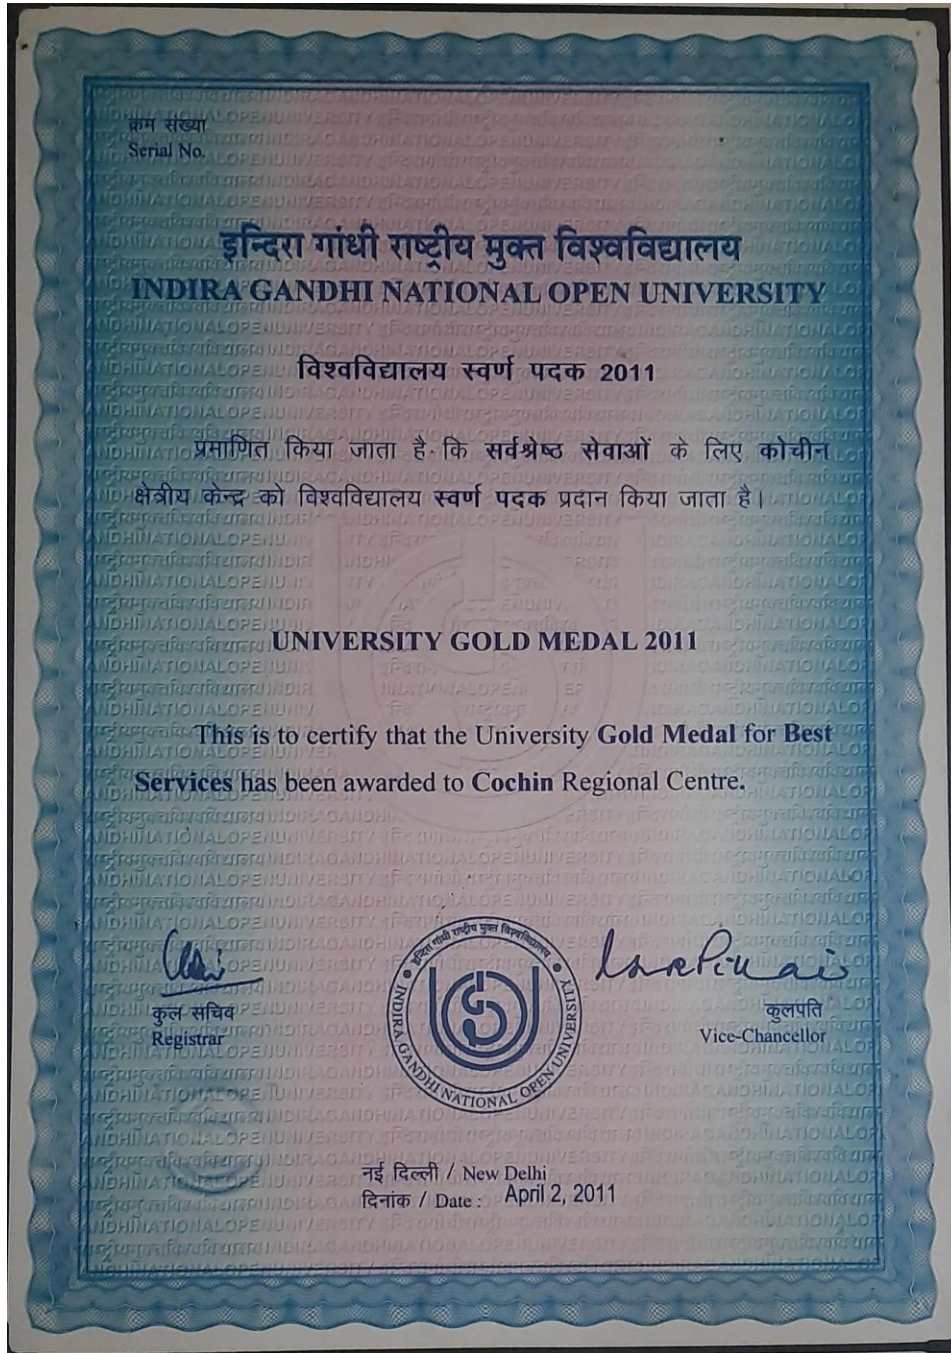 क्रम संख्या
Serial No.
इन्दिरा गांधी राष्ट्रीय मुक्त विश्वविद्यालय
INDIRA GANDHI NATIONAL OPEN UNIVERSITY
विश्वविद्यालय स्वर्ण पदक 2011
प्रमाणित किया जाता है कि सर्वश्रेष्ठ सेवाओं के लिए कोचीन
क्षेत्रीय केन्द्र को विश्वविद्यालय स्वर्ण पदक प्रदान किया जाता है।
UNIVERSITY GOLD MEDAL 2011
This is to certify that the University Gold Medal for Best
Services has been awarded to Cochin Regional Centre.
कुल सचिव
Registrar
इन्दिरा गांधी राष्ट्रीय मुक्त विश्वविद्यालय
INDIRA GANDHI NATIONAL OPEN UNIVERSITY
कुलपति
Vice-Chancellor
नई दिल्ली / New Delhi
दिनांक / Date : April 2, 2011